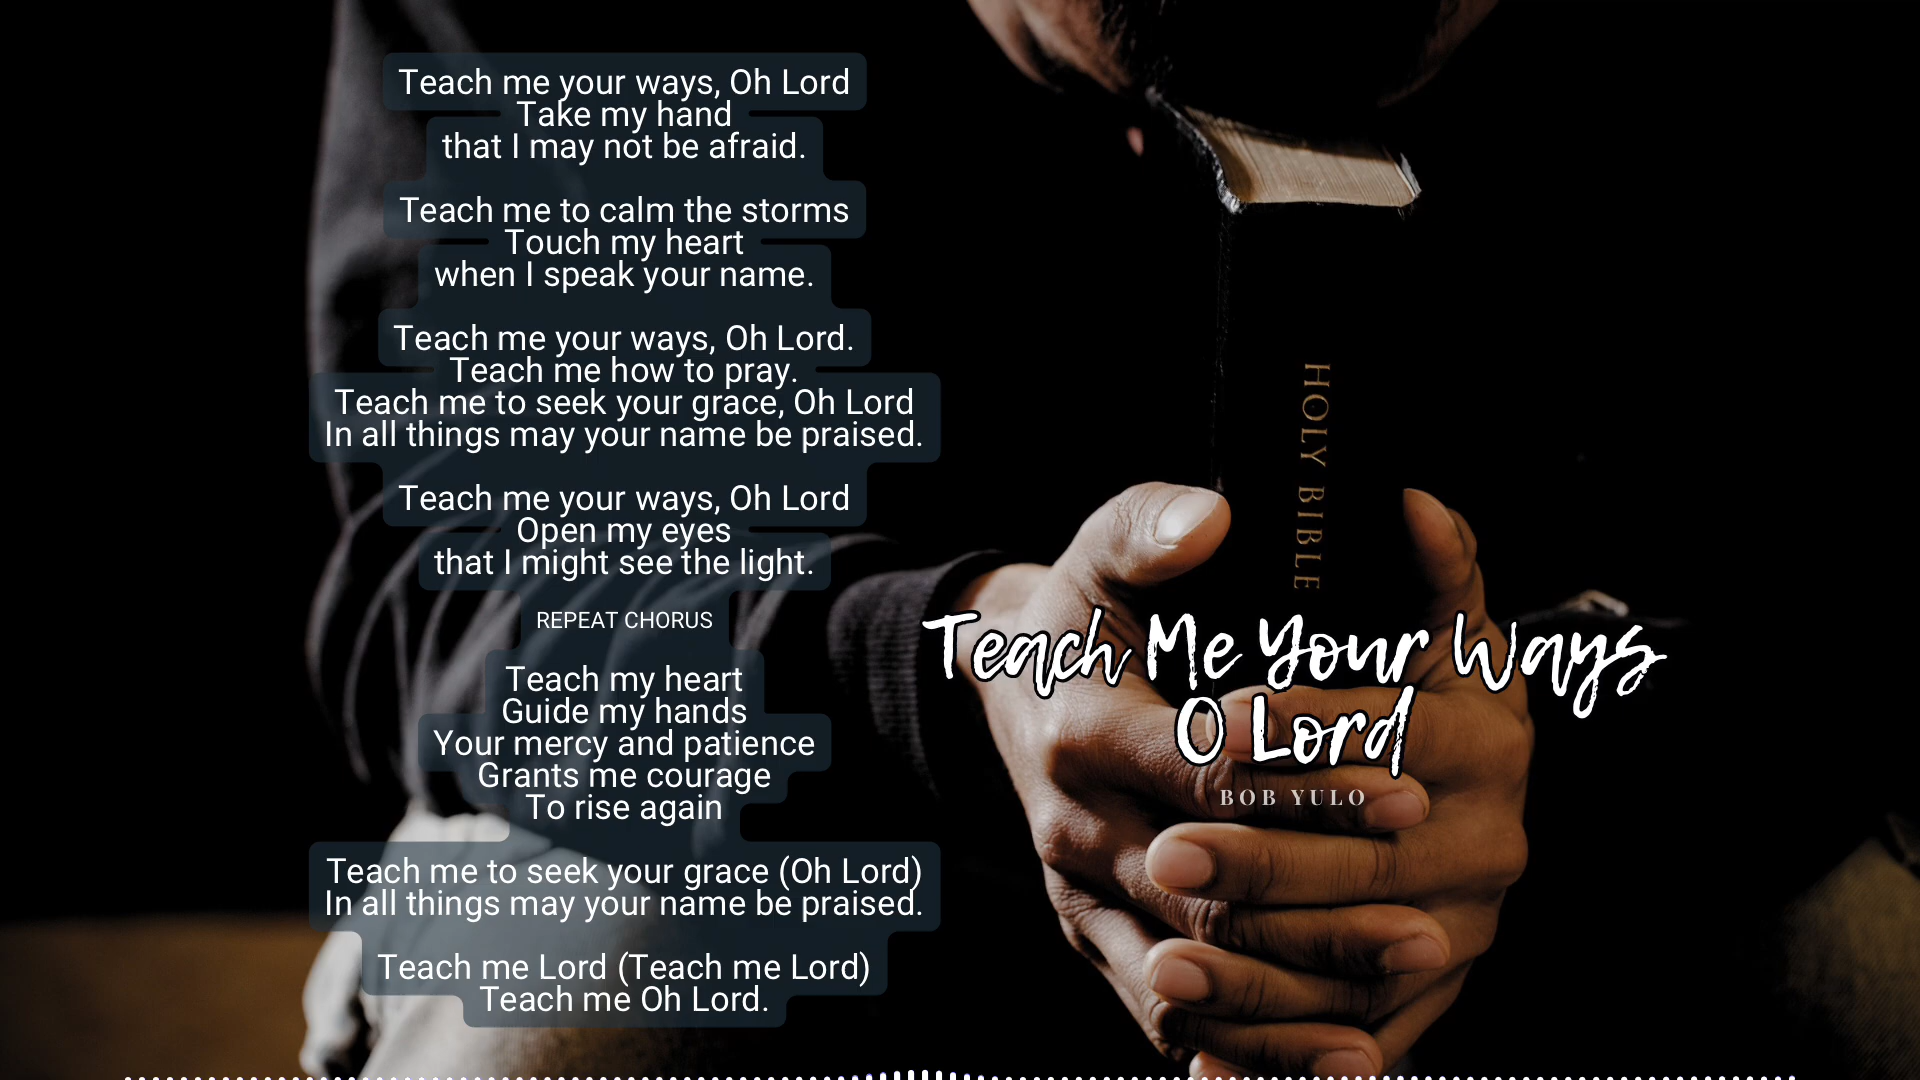 Teach me your ways, Oh Lord
Take my hand
that I may not be afraid.
Teach me to calm the storms
Touch my heart
when I speak your name.
Teach me your ways, Oh Lord.
Teach me how to pray.
Teach me to seek your grace, Oh Lord
In all things may your name be praised.
Teach me your ways, Oh Lord
Open my eyes
that I might see the light.
REPEAT CHORUS
Teach my heart
Guide my hands
Your mercy and patience
Grants me courage
To rise again
Teach me to seek your grace (Oh Lord)
In all things may your name be praised.
Teach me Lord (Teach me Lord)
Teach me Oh Lord.
HOLY BIBLE
Teach Me Your Ways
O Lord
BOB YULO